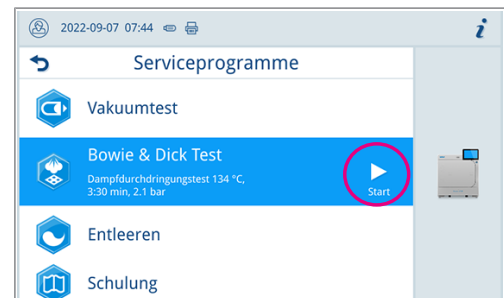 2022-09-07 07:44
i
Serviceprogramme
Vakuumtest
Bowie & Dick Test
Dampfdurchdringungstest 134 °C,
3:30 min, 2.1 bar
Start
Entleeren
Schulung